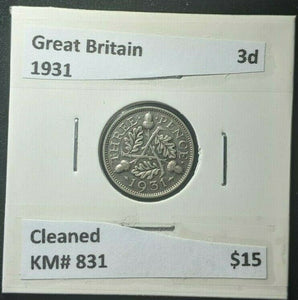 Great Britain 3d
1931
THREE · PENCE
· 1931 ·
Cleaned
KM# 831 $15